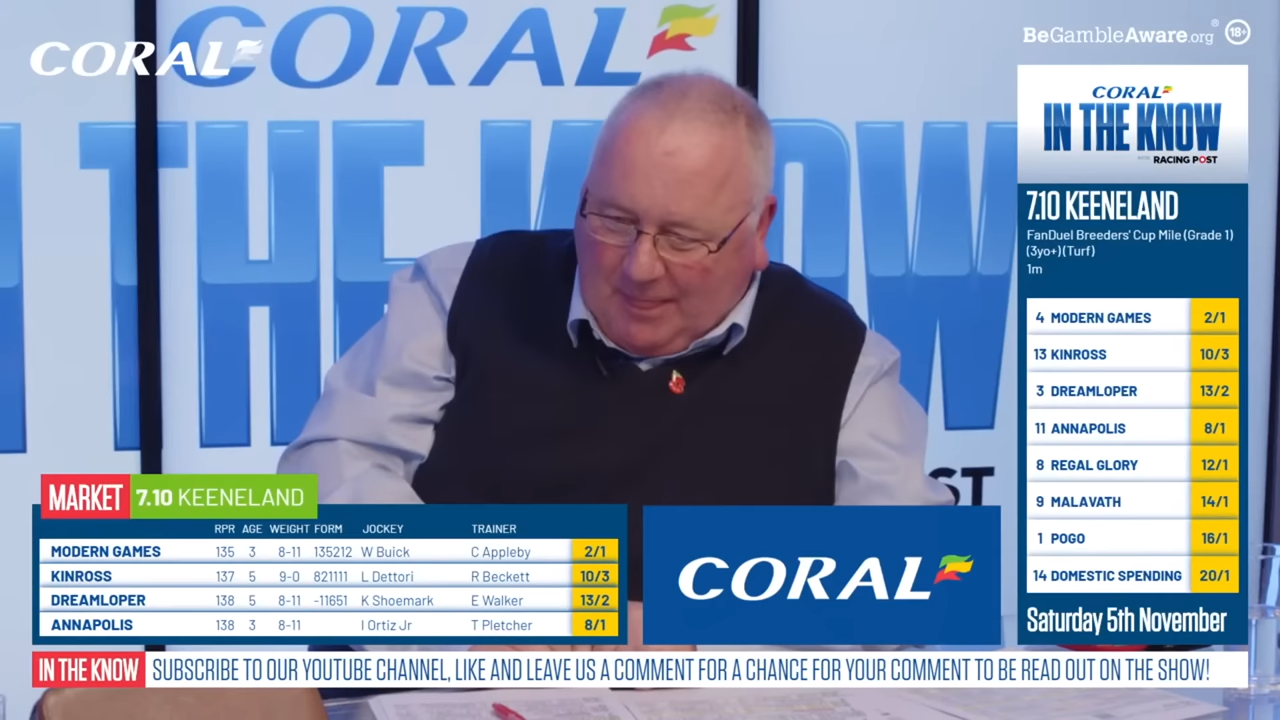 CORAL
CORAL
THE KNOW
ST
BeGambleAware.org® 18+
CORAL
IN THE KNOW
WITH RACING POST
7.10 KEENELAND
FanDuel Breeders' Cup Mile (Grade 1)
(3yo+) (Turf)
1m
4 MODERN GAMES 2/1
13 KINROSS 10/3
3 DREAMLOPER 13/2
11 ANNAPOLIS 8/1
8 REGAL GLORY 12/1
9 MALAVATH 14/1
1 POGO 16/1
14 DOMESTIC SPENDING 20/1
Saturday 5th November
MARKET 7.10 KEENELAND
RPR AGE WEIGHT FORM JOCKEY TRAINER
MODERN GAMES 135 3 8-11 135212 W Buick C Appleby 2/1
KINROSS 137 5 9-0 821111 L Dettori R Beckett 10/3
DREAMLOPER 138 5 8-11 -11651 K Shoemark E Walker 13/2
ANNAPOLIS 138 3 8-11 I Ortiz Jr T Pletcher 8/1
CORAL
IN THE KNOW SUBSCRIBE TO OUR YOUTUBE CHANNEL, LIKE AND LEAVE US A COMMENT FOR A CHANCE FOR YOUR COMMENT TO BE READ OUT ON THE SHOW!